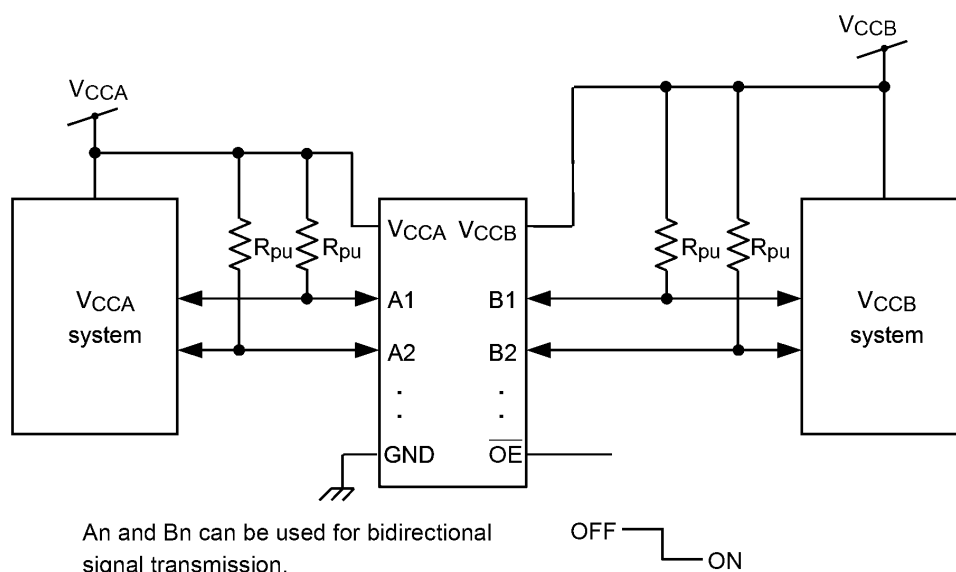 VCCB
VCCA
VCCA VCCB
Rpu Rpu
Rpu Rpu
VCCA
system
A1 B1
A2 B2
VCCB
system
GND OE
An and Bn can be used for bidirectional
signal transmission.
OFF
ON